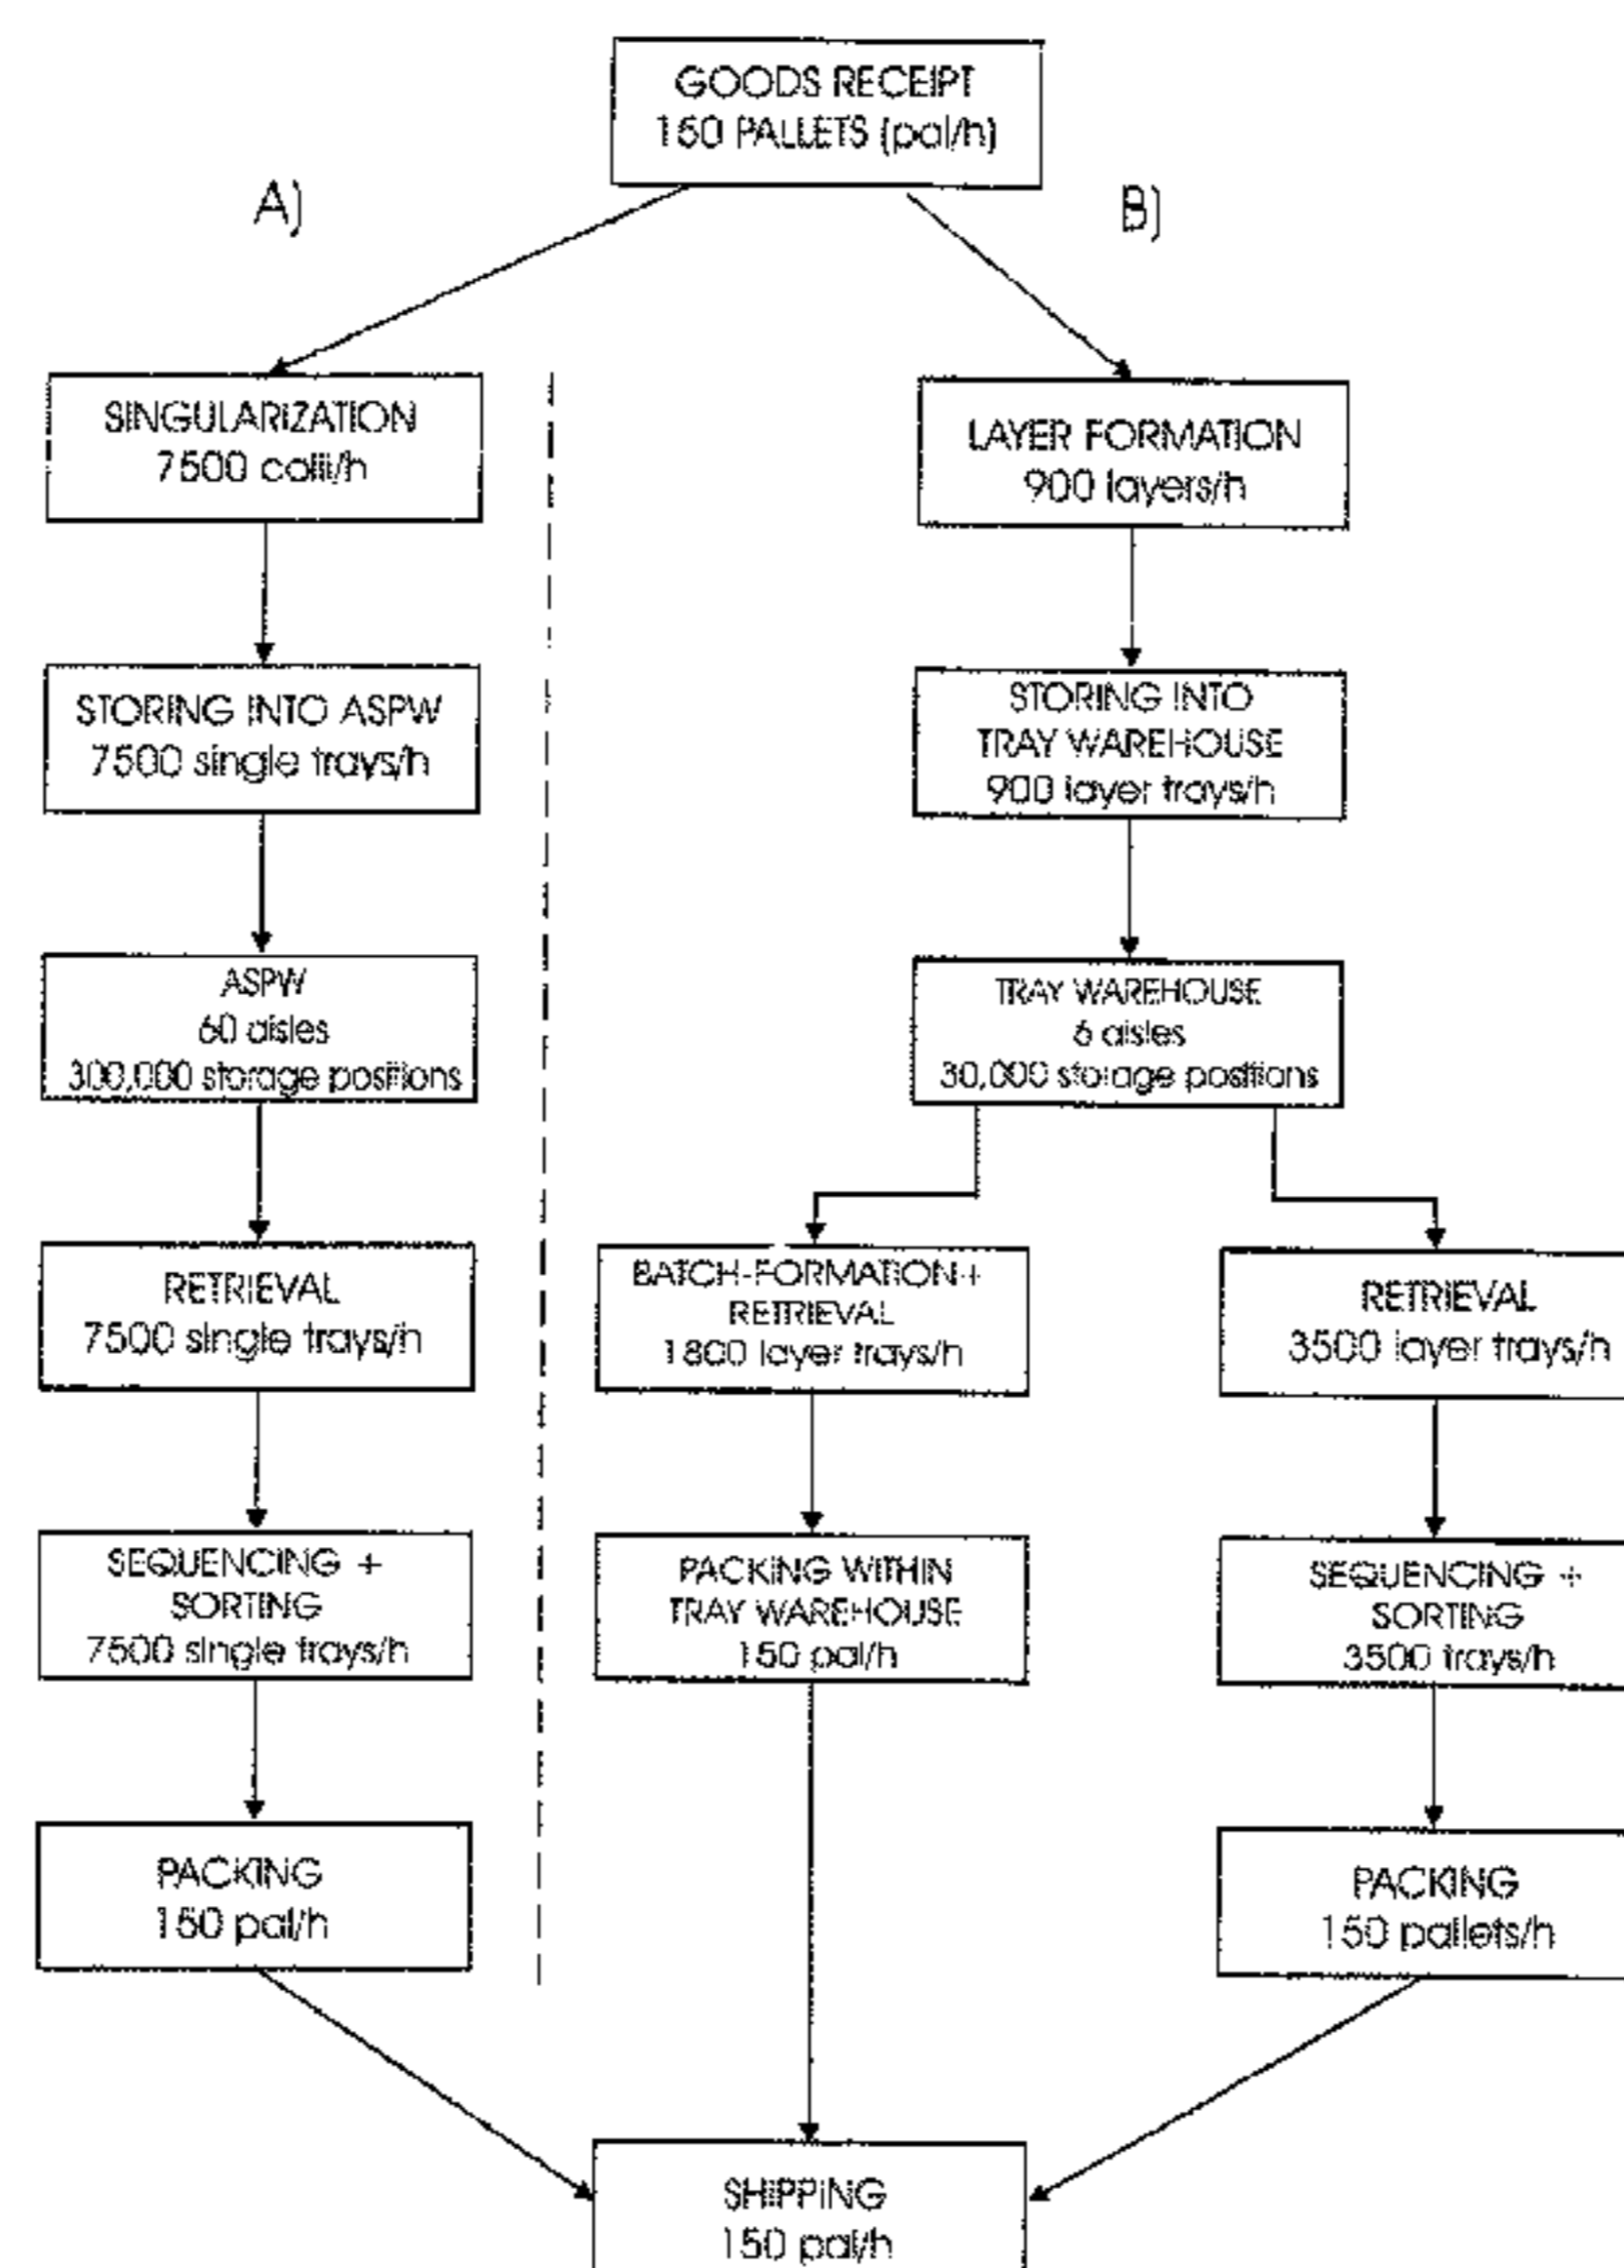 GOODS RECEIPT
150 PALLETS (pal/h)
A)
B)
SINGULARIZATION
7500 colli/h
LAYER FORMATION
900 layers/h
STORING INTO ASPW
7500 single trays/h
STORING INTO
TRAY WAREHOUSE
900 layer trays/h
ASPW
60 aisles
300,000 storage positions
TRAY WAREHOUSE
6 aisles
30,000 storage positions
RETRIEVAL
7500 single trays/h
BATCH-FORMATION+
RETRIEVAL
1800 layer trays/h
RETRIEVAL
3500 layer trays/h
SEQUENCING +
SORTING
7500 single trays/h
PACKING WITHIN
TRAY WAREHOUSE
150 pal/h
SEQUENCING +
SORTING
3500 trays/h
PACKING
150 pal/h
PACKING
150 pallets/h
SHIPPING
150 pal/h